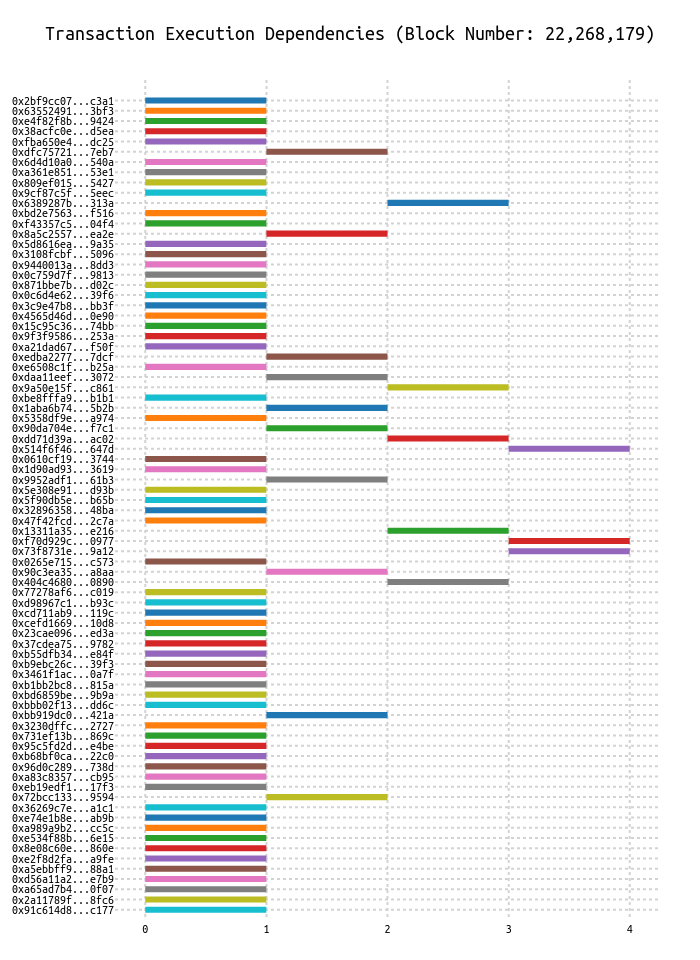 Transaction Execution Dependencies (Block Number: 22,268,179)
0x2bf9cc07...c3a1
0x63552491...3bf3
0xe4f82f8b...9424
0x38acfc0e...d5ea
0xfba650e4...dc25
0xdfc75721...7eb7
0x6d4d10a0...540a
0xa361e851...53e1
0x809ef015...5427
0x9cf87c5f...5eec
0x6389287b...313a
0xbd2e7563...f516
0xf43357c5...04f4
0x8a5c2557...ea2e
0x5d8616ea...9a35
0x3108fcbf...5096
0x9440013a...8dd3
0x0c759d7f...9813
0x871bbe7b...d02c
0x0c6d4e62...39f6
0x3c9e47b8...bb3f
0x4565d46d...0e90
0x15c95c36...74bb
0x9f3f9586...253a
0xa21dad67...f50f
0xedba2277...7dcf
0xe6508c1f...b25a
0xdaa11eef...3072
0x9a50e15f...c861
0xbe8fffa9...b1b1
0x1aba6b74...5b2b
0x5358df9e...a974
0x90da704e...f7c1
0xdd71d39a...ac02
0x514f6f46...647d
0x0610cf19...3744
0x1d90ad93...3619
0x9952adf1...61b3
0x5e308e91...d93b
0x5f90db5e...b65b
0x32896358...48ba
0x47f42fcd...2c7a
0x13311a35...e216
0xf70d929c...0977
0x73f8731e...9a12
0x0265e715...c573
0x90c3ea35...a8aa
0x404c4680...0890
0x77278af6...c019
0xd98967c1...b93c
0xcd711ab9...119c
0xcefd1669...10d8
0x23cae096...ed3a
0x37cdea75...9782
0xb55dfb34...e84f
0xb9ebc26c...39f3
0x3461f1ac...0a7f
0xb1bb2bc8...815a
0xbd6859be...9b9a
0xbbb02f13...dd6c
0xbb919dc0...421a
0x3230dffc...2727
0x731ef13b...869c
0x95c5fd2d...e4be
0xb68bf0ca...22c0
0x96d0c289...738d
0xa83c8357...cb95
0xeb19edf1...17f3
0x72bcc133...9594
0x36269c7e...a1c1
0xe74e1b8e...ab9b
0xa989a9b2...cc5c
0xe534f88b...6e15
0x8e08c60e...860e
0xe2f8d2fa...a9fe
0xa5ebbff9...88a1
0xd56a11a2...e7b9
0xa65ad7b4...0f07
0x2a11789f...8fc6
0x91c614d8...c177
0 1 2 3 4